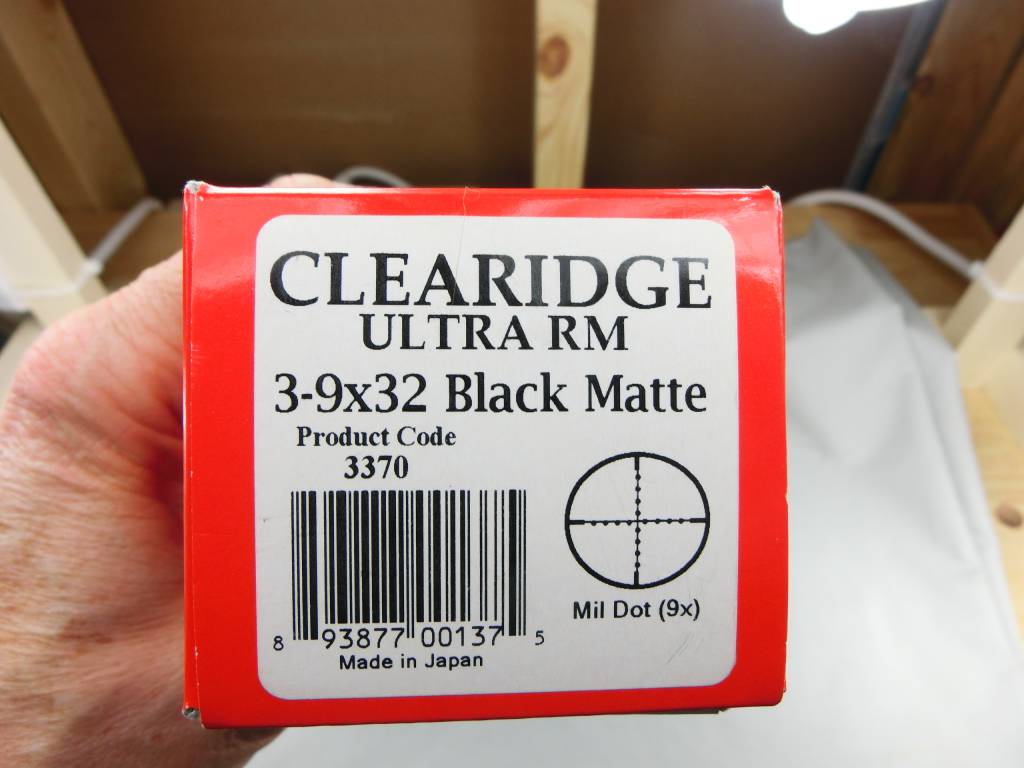 CLEARIDGE
ULTRA RM
3-9x32 Black Matte
Product Code
3370
Mil Dot (9x)
8 93877 00137 5
Made in Japan